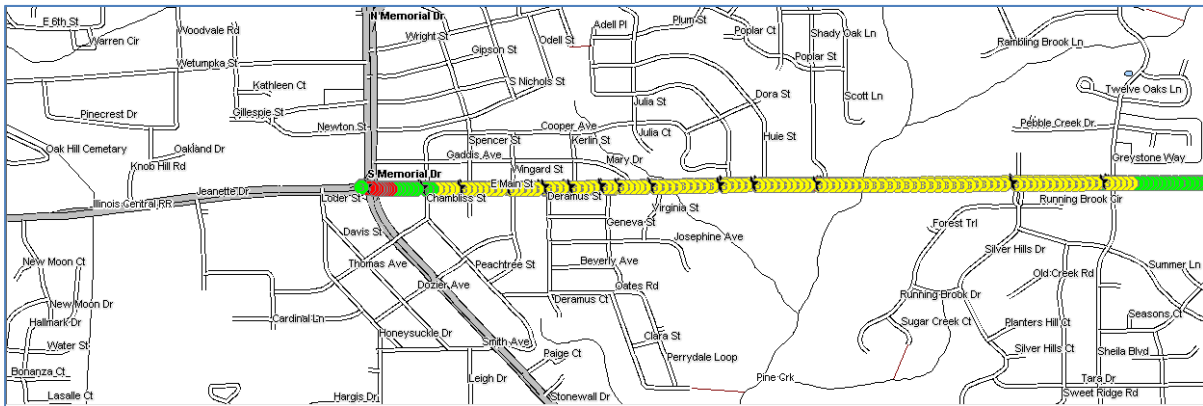 N Memorial Dr
E 6th St
Warren Cir
Woodvale Rd
Wright St
Odell St
Adell Pl
Plum St
Poplar Ct
Shady Oak Ln
Rambling Brook Ln
Gipson St
Poplar St
Wetumpka St
S Nichols St
Kathleen Ct
Twelve Oaks Ln
Dora St
Scott Ln
Julia St
Pinecrest Dr
Gillespie St
Newton St
Cooper Ave
Pebble Creek Dr
Julia Ct
Huie St
Spencer St
Kerlin St
Oak Hill Cemetary
Oakland Dr
Gaddis Ave
Mary Dr
Greystone Way
Knob Hill Rd
Wingard St
S Memorial Dr
E Main St
Jeanette Dr
Loder St
Chambliss St
Deramus St
Running Brook Cir
Illinois Central RR
Virginia St
Geneva St
Forest Trl
Davis St
Josephine Ave
Silver Hills Dr
New Moon Ct
Thomas Ave
Peachtree St
Beverly Ave
Summer Ln
Old Creek Rd
Dozier Ave
Oates Rd
New Moon Dr
Deramus Ct
Running Brook Dr
Seasons Ct
Hallmark Dr
Cardinal Ln
Sugar Creek Ct
Planters Hill Ct
Honeysuckle Dr
Clara St
Water St
Smith Ave
Silver Hills Ct
Sheila Blvd
Paige Ct
Perrydale Loop
Bonanza Ct
Leigh Dr
Pine Crk
Tara Dr
Lasalle Ct
Hargis Dr
Stonewall Dr
Sweet Ridge Rd